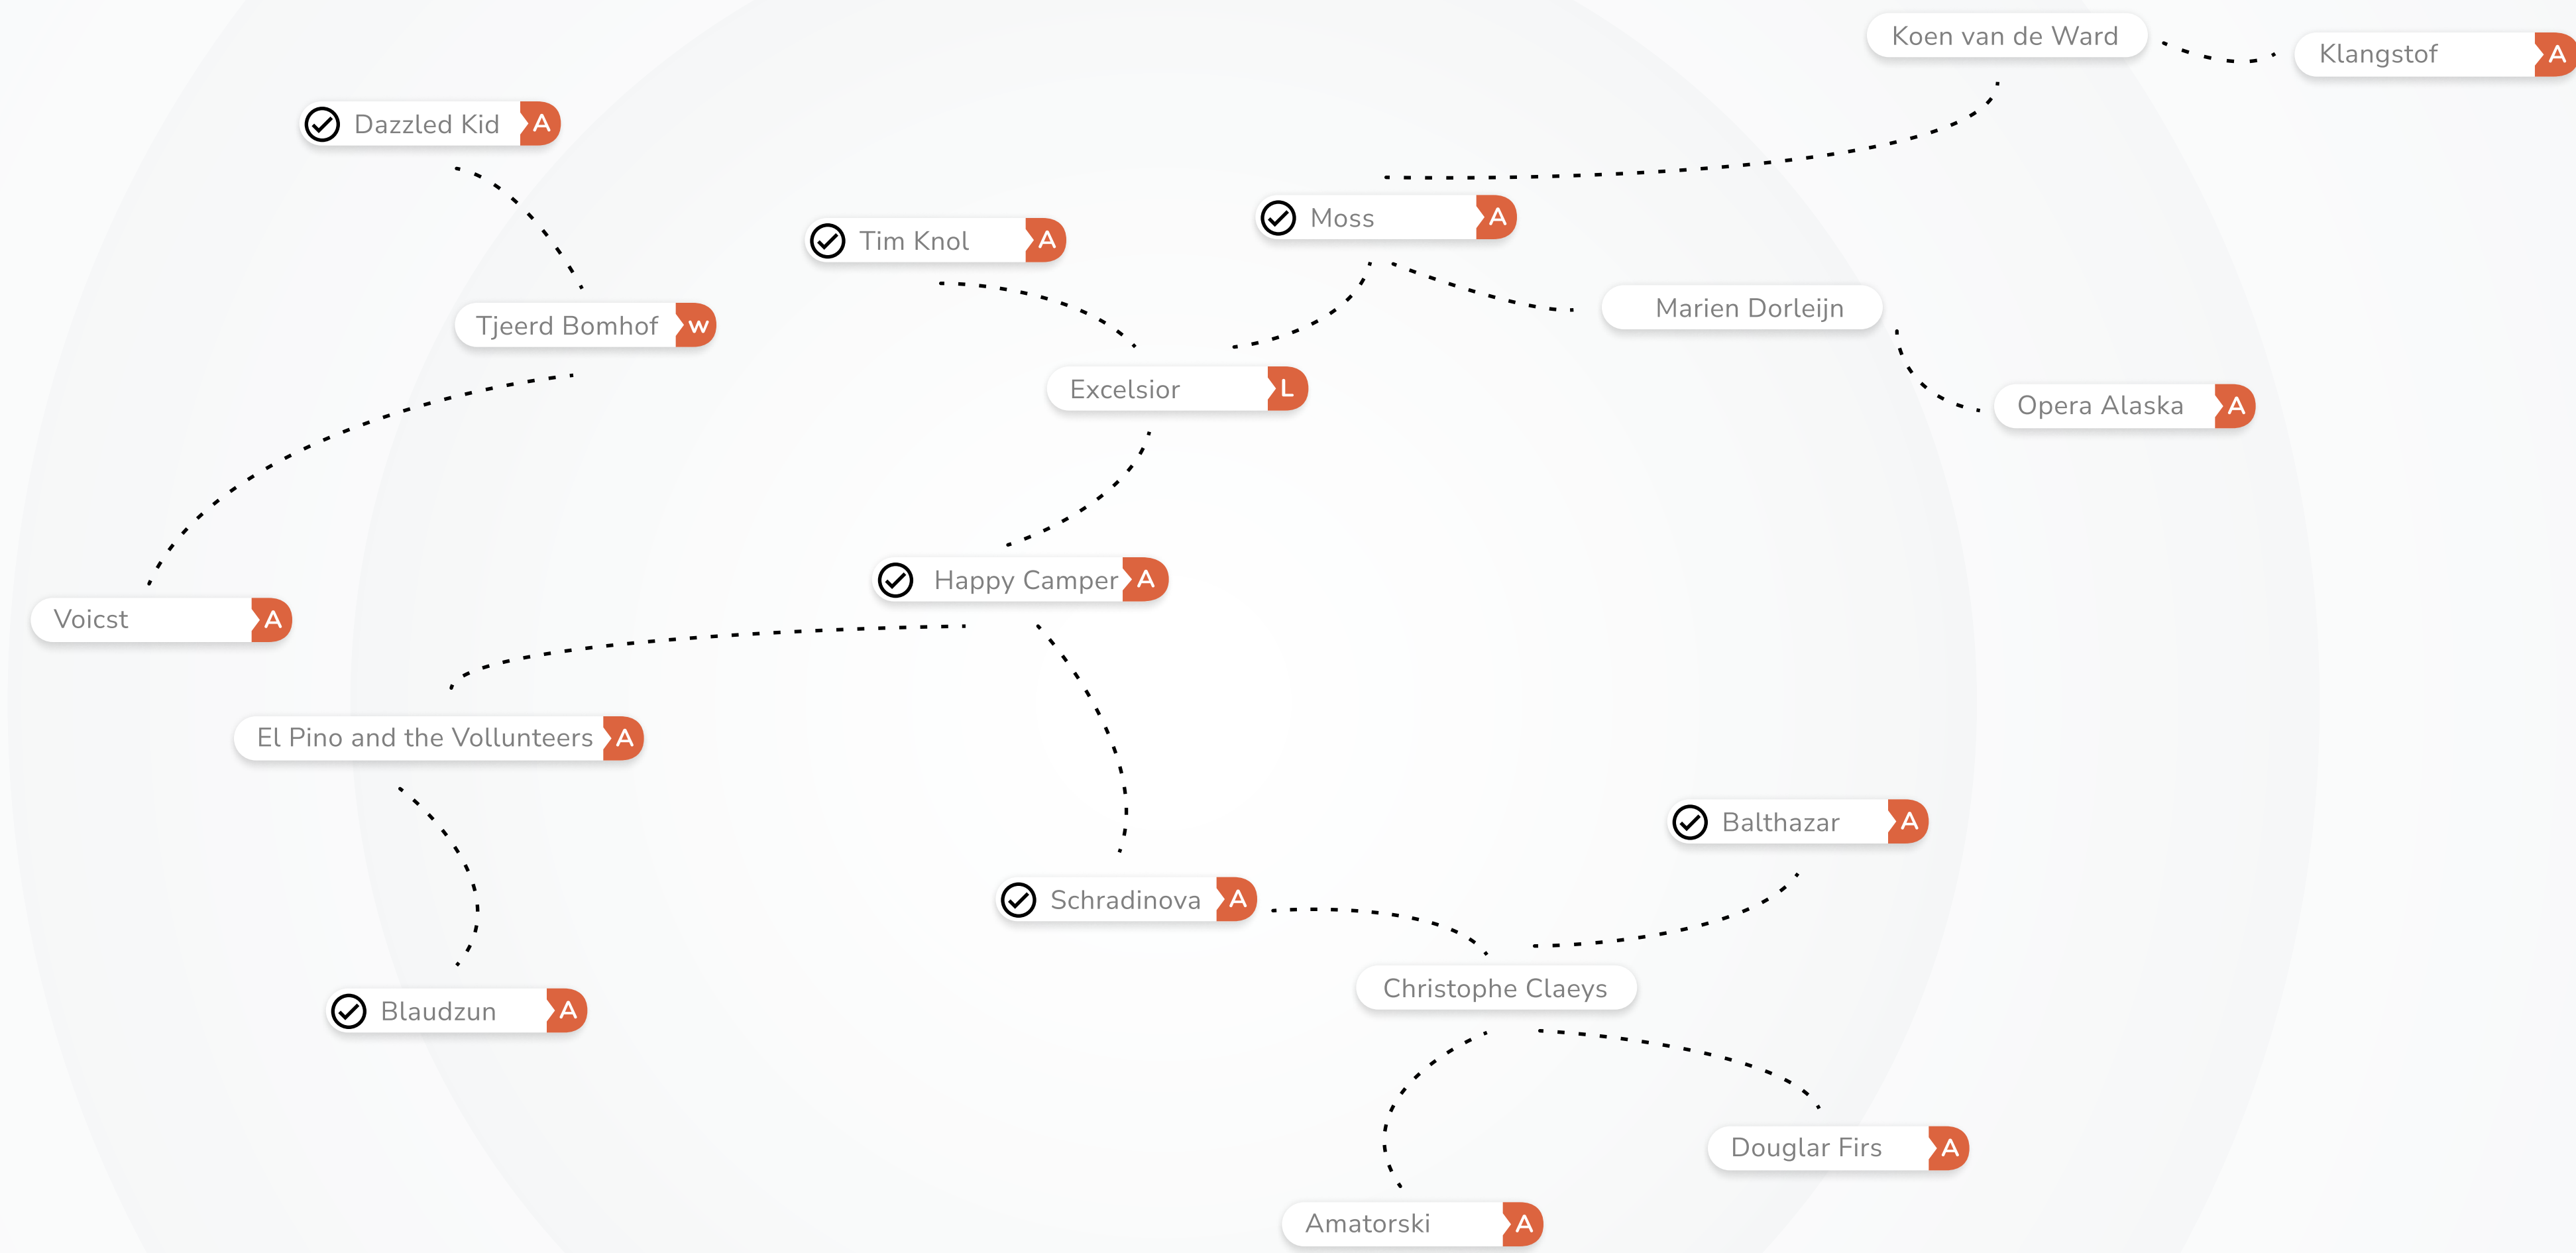 Koen van de Ward
Klangstof A
Dazzled Kid A
Moss A
Tim Knol A
Marien Dorleijn
Tjeerd Bomhof w
Excelsior L
Opera Alaska A
Happy Camper A
Voicst A
El Pino and the Vollunteers A
Balthazar A
Schradinova A
Christophe Claeys
Blaudzun A
Douglar Firs A
Amatorski A